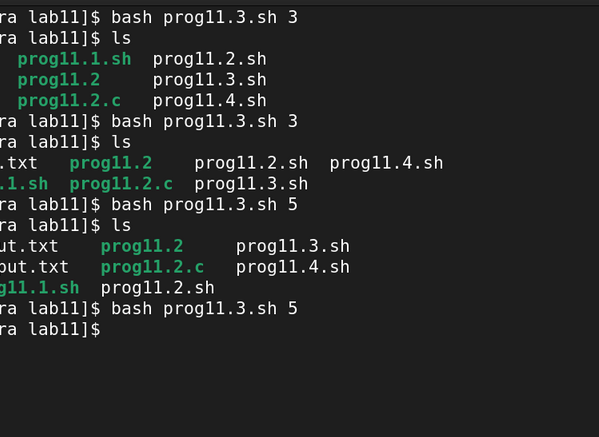 ra lab11]$ bash prog11.3.sh 3
ra lab11]$ ls
prog11.1.sh prog11.2.sh
prog11.2 prog11.3.sh
prog11.2.c prog11.4.sh
ra lab11]$ bash prog11.3.sh 3
ra lab11]$ ls
.txt prog11.2 prog11.2.sh prog11.4.sh
.1.sh prog11.2.c prog11.3.sh
ra lab11]$ bash prog11.3.sh 5
ra lab11]$ ls
ut.txt prog11.2 prog11.3.sh
put.txt prog11.2.c prog11.4.sh
g11.1.sh prog11.2.sh
ra lab11]$ bash prog11.3.sh 5
ra lab11]$